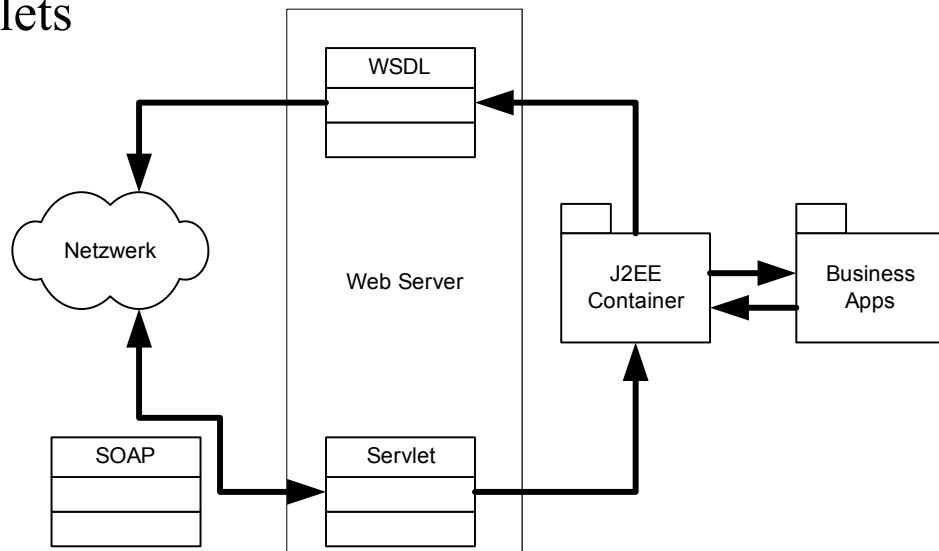 lets
WSDL
Netzwerk
Web Server
J2EE
Container
Business
Apps
SOAP
Servlet